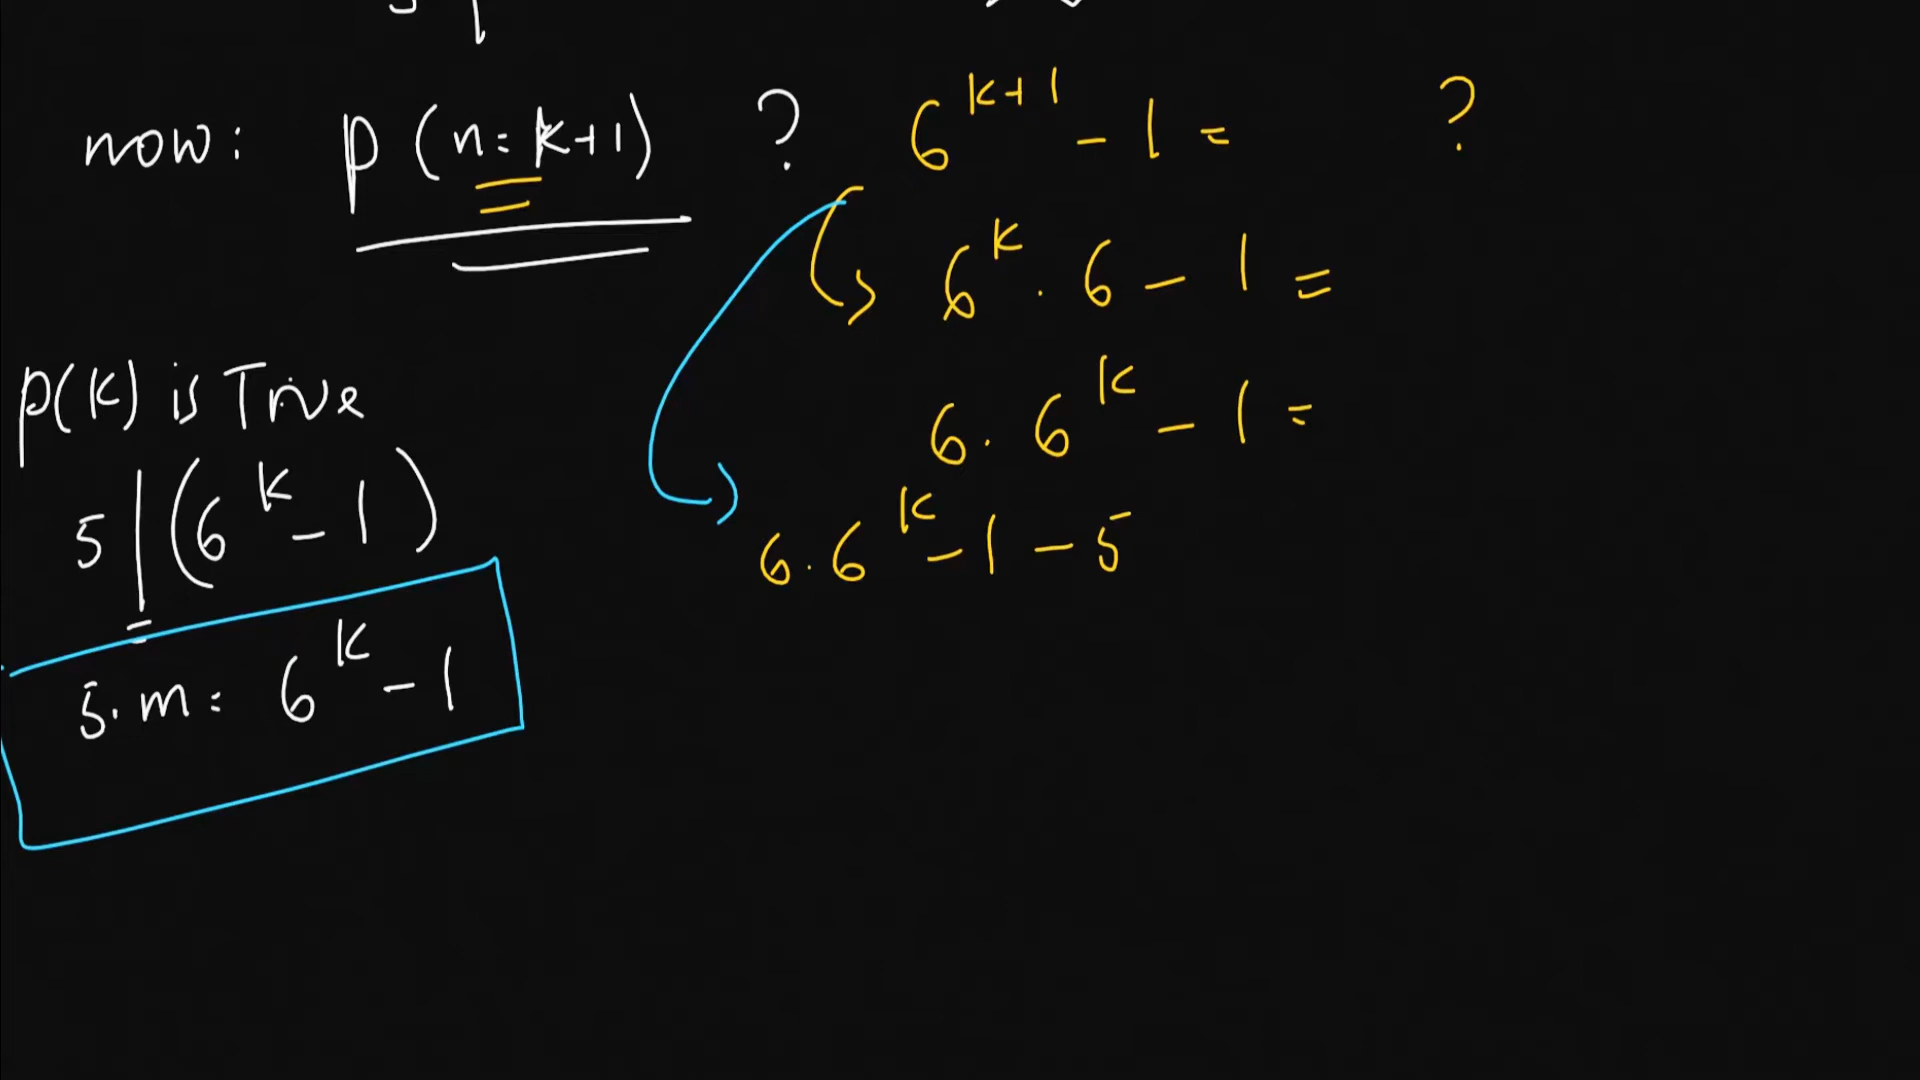 now: p(n=k+1) ? 6^{k+1} - 1 = ?
6^k · 6 - 1 =
6 · 6^k - 1 =
6 · 6^k - 1 - 5
p(k) is True
5 | (6^k - 1)
5 · m = 6^k - 1